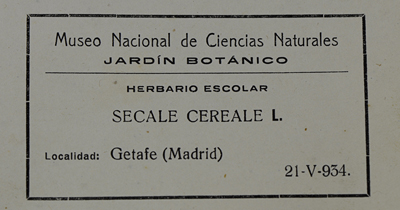 Museo Nacional de Ciencias Naturales
JARDÍN BOTÁNICO
HERBARIO ESCOLAR
SECALE CEREALE L.
Localidad: Getafe (Madrid)
21-V-934.